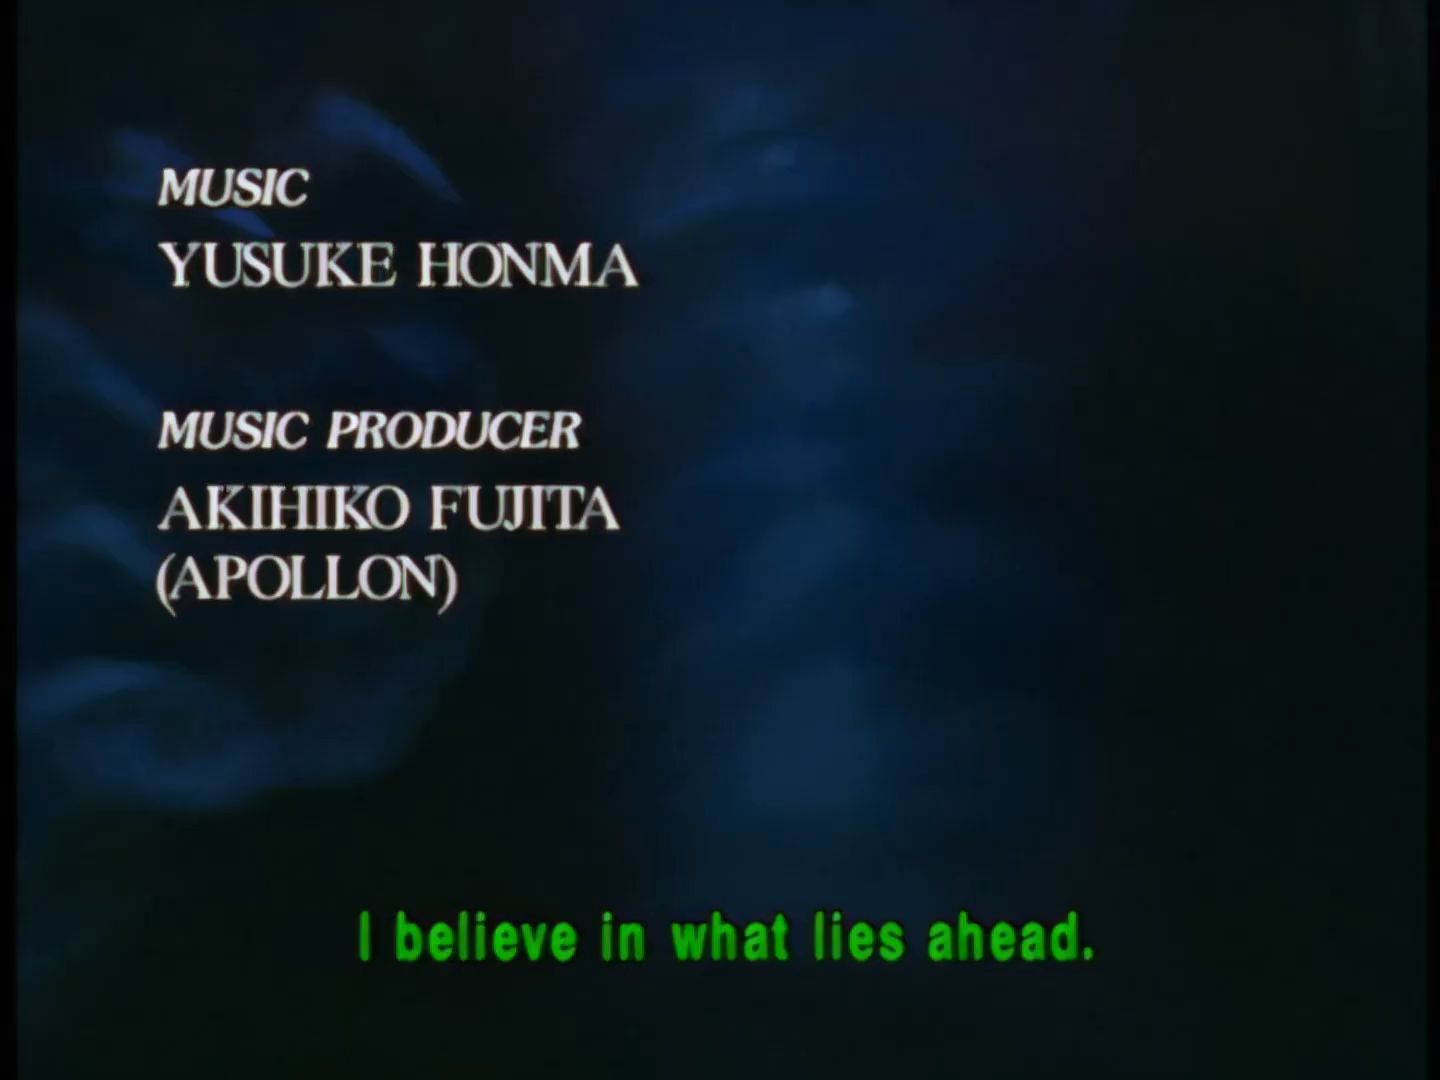 MUSIC
YUSUKE HONMA
MUSIC PRODUCER
AKIHIKO FUJITA
(APOLLON)
I believe in what lies ahead.